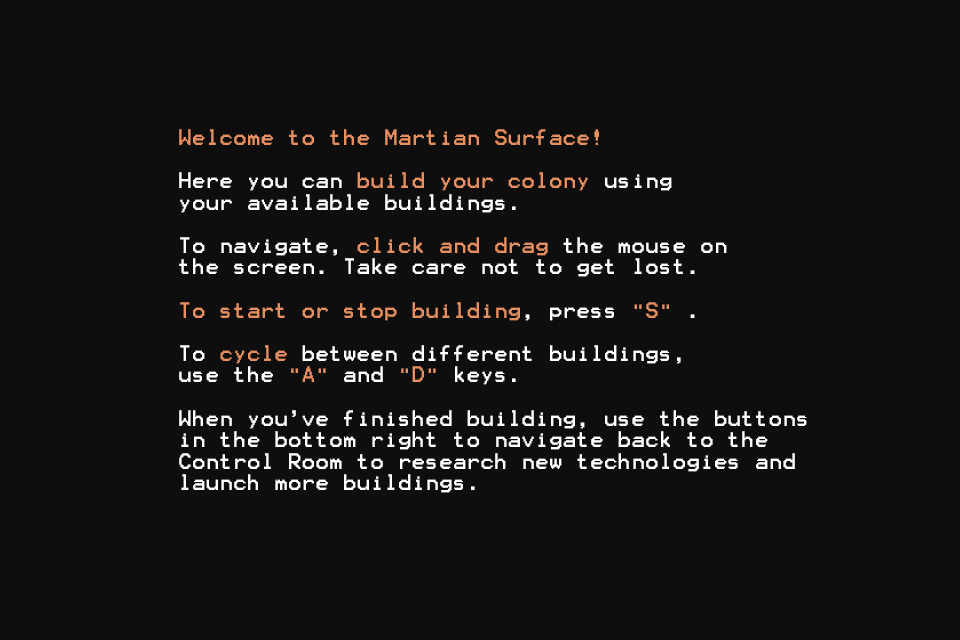 Welcome to the Martian Surface!
Here you can build your colony using
your available buildings.
To navigate, click and drag the mouse on
the screen. Take care not to get lost.
To start or stop building, press "S" .
To cycle between different buildings,
use the "A" and "D" keys.
When you've finished building, use the buttons
in the bottom right to navigate back to the
Control Room to research new technologies and
launch more buildings.